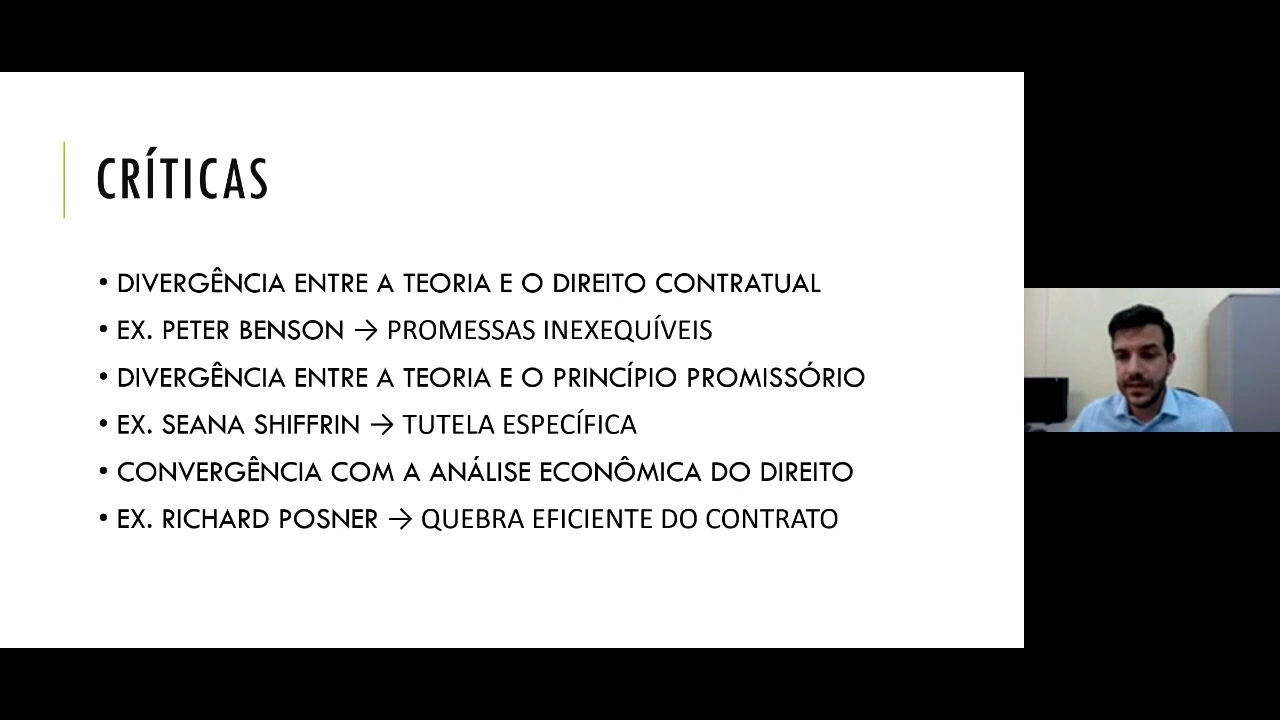 CRÍTICAS
• DIVERGÊNCIA ENTRE A TEORIA E O DIREITO CONTRATUAL
• EX. PETER BENSON → PROMESSAS INEXEQUÍVEIS
• DIVERGÊNCIA ENTRE A TEORIA E O PRINCÍPIO PROMISSÓRIO
• EX. SEANA SHIFFRIN → TUTELA ESPECÍFICA
• CONVERGÊNCIA COM A ANÁLISE ECONÔMICA DO DIREITO
• EX. RICHARD POSNER → QUEBRA EFICIENTE DO CONTRATO